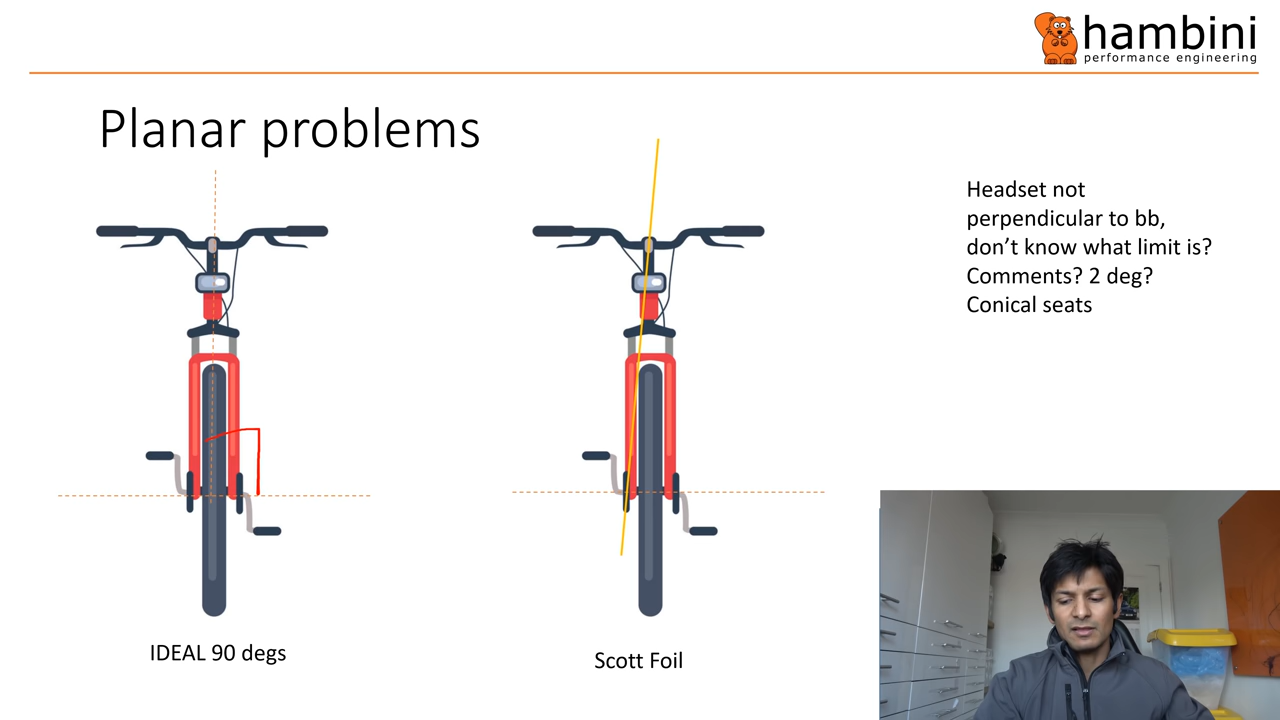 hambini
performance engineering
Planar problems
Headset not
perpendicular to bb,
don’t know what limit is?
Comments? 2 deg?
Conical seats
IDEAL 90 degs
Scott Foil